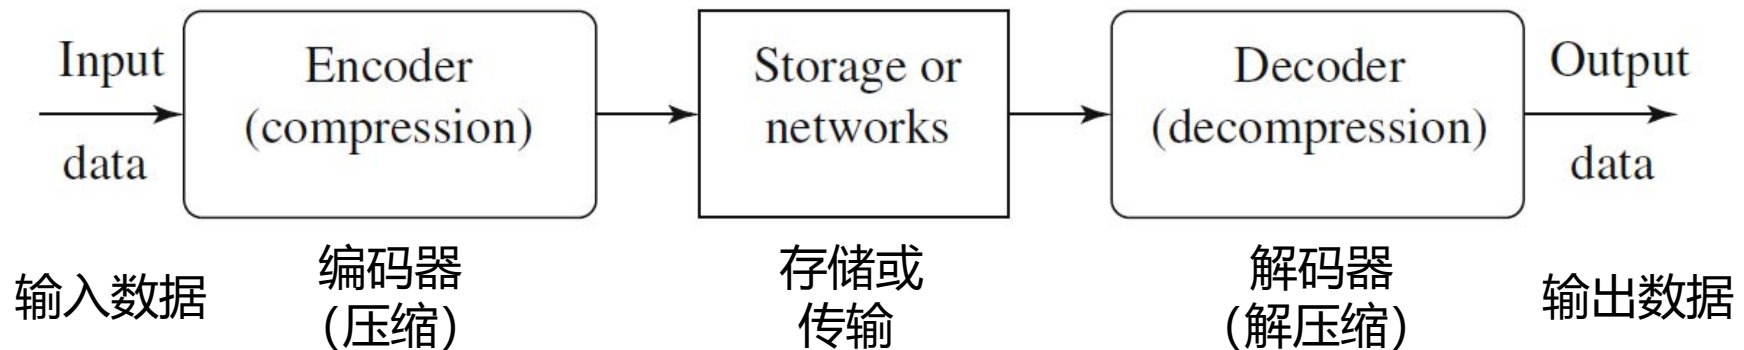 Input
data
Encoder
(compression)
Storage or
networks
Decoder
(decompression)
Output
data
输入数据
编码器
（压缩）
存储或
传输
解码器
（解压缩）
输出数据